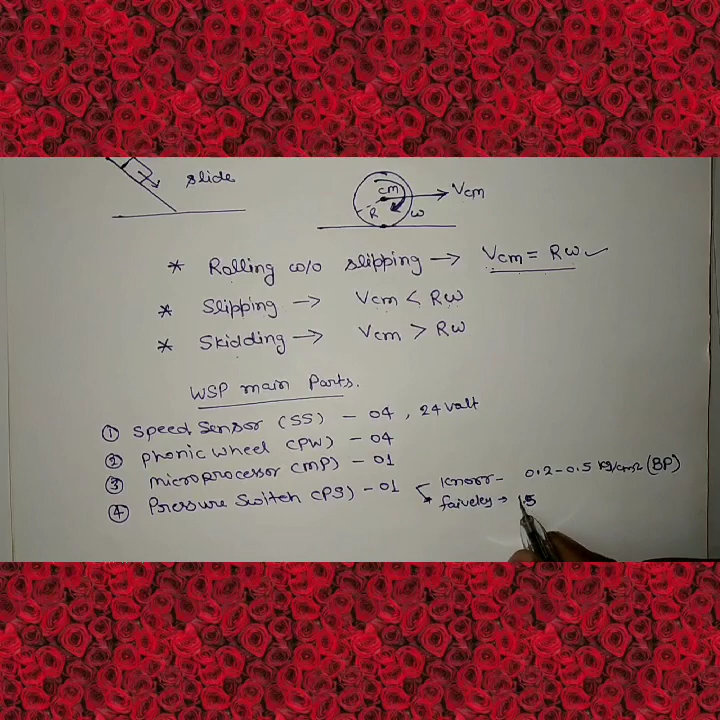 slide
cm
Vcm
R
ω
* Rolling w/o slipping → Vcm = Rω ✓
* Slipping → Vcm < Rω
* Skidding → Vcm > Rω
WSP main Parts.
① Speed Sensor (SS) - 04, 24 Volt
② phonic wheel (PW) - 04
③ microprocessor (MP) - 01
④ Pressure Switch (PS) - 01
Knorr - 0.2-0.5 kg/cm2 (BP)
* faiveley →